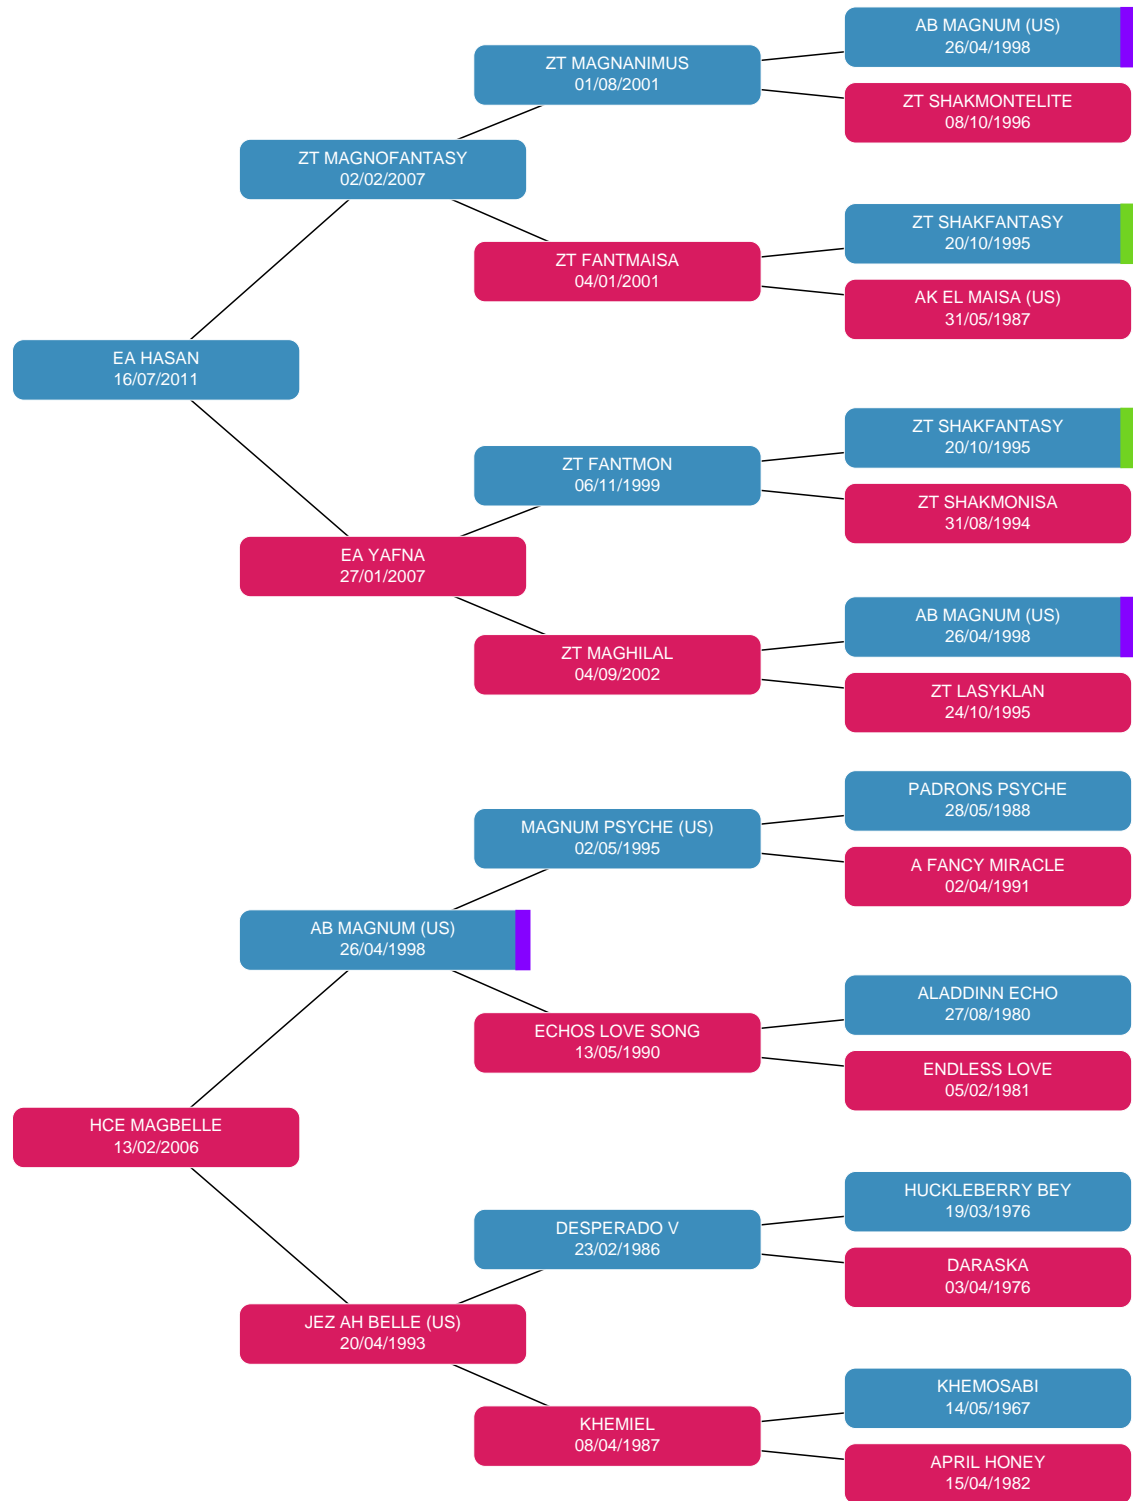 AB MAGNUM (US)
26/04/1998
ZT MAGNANIMUS
01/08/2001
ZT SHAKMONTELITE
08/10/1996
ZT MAGNOFANTASY
02/02/2007
ZT SHAKFANTASY
20/10/1995
ZT FANTMAISA
04/01/2001
AK EL MAISA (US)
31/05/1987
EA HASAN
16/07/2011
ZT SHAKFANTASY
20/10/1995
ZT FANTMON
06/11/1999
ZT SHAKMONISA
31/08/1994
EA YAFNA
27/01/2007
AB MAGNUM (US)
26/04/1998
ZT MAGHILAL
04/09/2002
ZT LASYKLAN
24/10/1995
PADRONS PSYCHE
28/05/1988
MAGNUM PSYCHE (US)
02/05/1995
A FANCY MIRACLE
02/04/1991
AB MAGNUM (US)
26/04/1998
ALADDINN ECHO
27/08/1980
ECHOS LOVE SONG
13/05/1990
ENDLESS LOVE
05/02/1981
HCE MAGBELLE
13/02/2006
HUCKLEBERRY BEY
19/03/1976
DESPERADO V
23/02/1986
DARASKA
03/04/1976
JEZ AH BELLE (US)
20/04/1993
KHEMOSABI
14/05/1967
KHEMIEL
08/04/1987
APRIL HONEY
15/04/1982